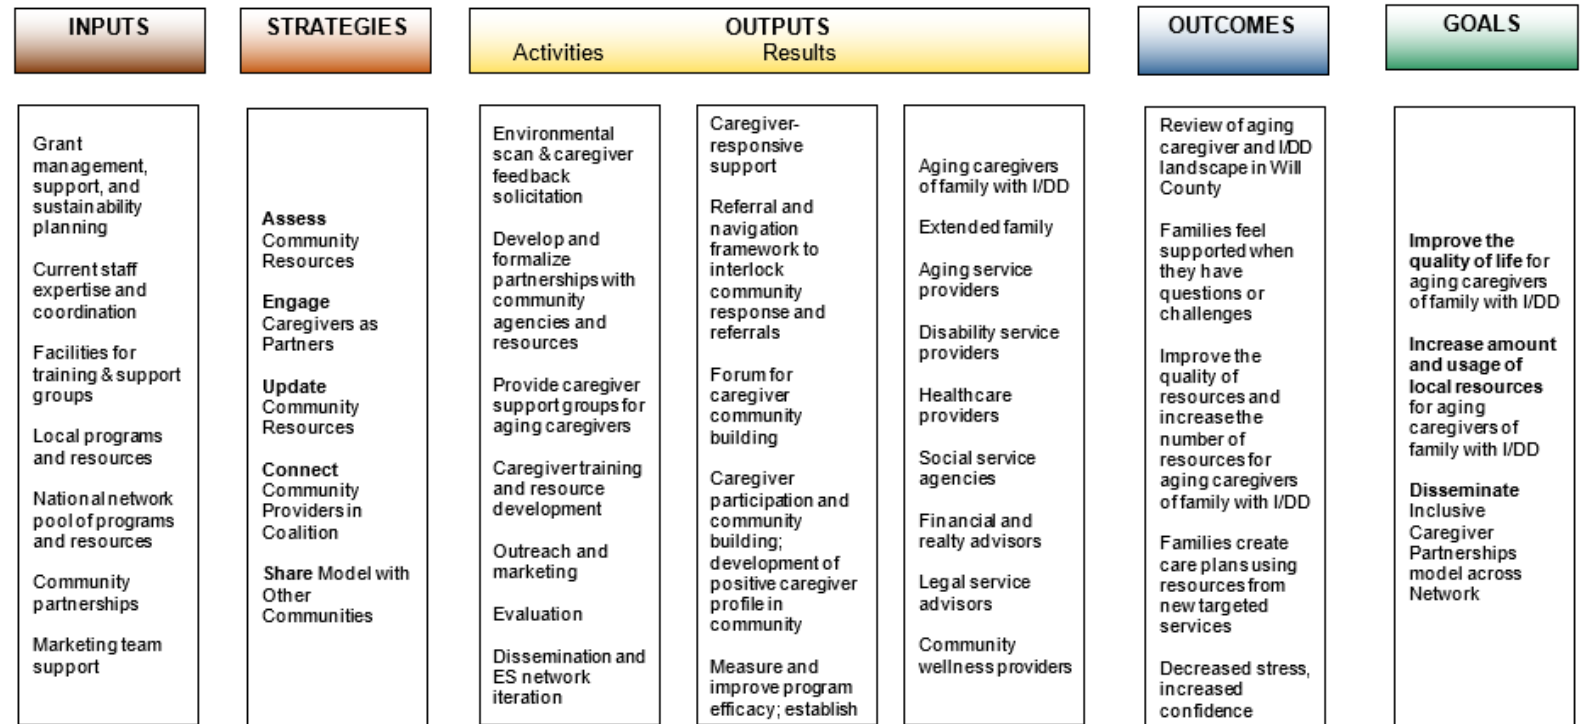 INPUTS
STRATEGIES
OUTPUTS
Activities
Results
OUTCOMES
GOALS
Grant
management,
support, and
sustainability
planning
Current staff
expertise and
coordination
Facilities for
training & support
groups
Local programs
and resources
National network
pool of programs
and resources
Community
partnerships
Marketing team
support
Assess
Community
Resources
Engage
Caregivers as
Partners
Update
Community
Resources
Connect
Community
Providers in
Coalition
Share Model with
Other
Communities
Environmental
scan & caregiver
feedback
solicitation
Develop and
formalize
partnerships with
community
agencies and
resources
Provide caregiver
support groups for
aging caregivers
Caregiver training
and resource
development
Outreach and
marketing
Evaluation
Dissemination and
ES network
iteration
Caregiver-
responsive
support
Referral and
navigation
framework to
interlock
community
response and
referrals
Forum for
caregiver
community
building
Caregiver
participation and
community
building;
development of
positive caregiver
profile in
community
Measure and
improve program
efficacy; establish
Aging caregivers
of family with I/DD
Extended family
Aging service
providers
Disability service
providers
Healthcare
providers
Social service
agencies
Financial and
realty advisors
Legal service
advisors
Community
wellness providers
Review of aging
caregiver and I/DD
landscape in Will
County
Families feel
supported when
they have
questions or
challenges
Improve the
quality of
resources and
increase the
number of
resources for
aging caregivers
of family with I/DD
Families create
care plans using
resources from
new targeted
services
Decreased stress,
increased
confidence
Improve the
quality of life for
aging caregivers
of family with I/DD
Increase amount
and usage of
local resources
for aging
caregivers of
family with I/DD
Disseminate
Inclusive
Caregiver
Partnerships
model across
Network